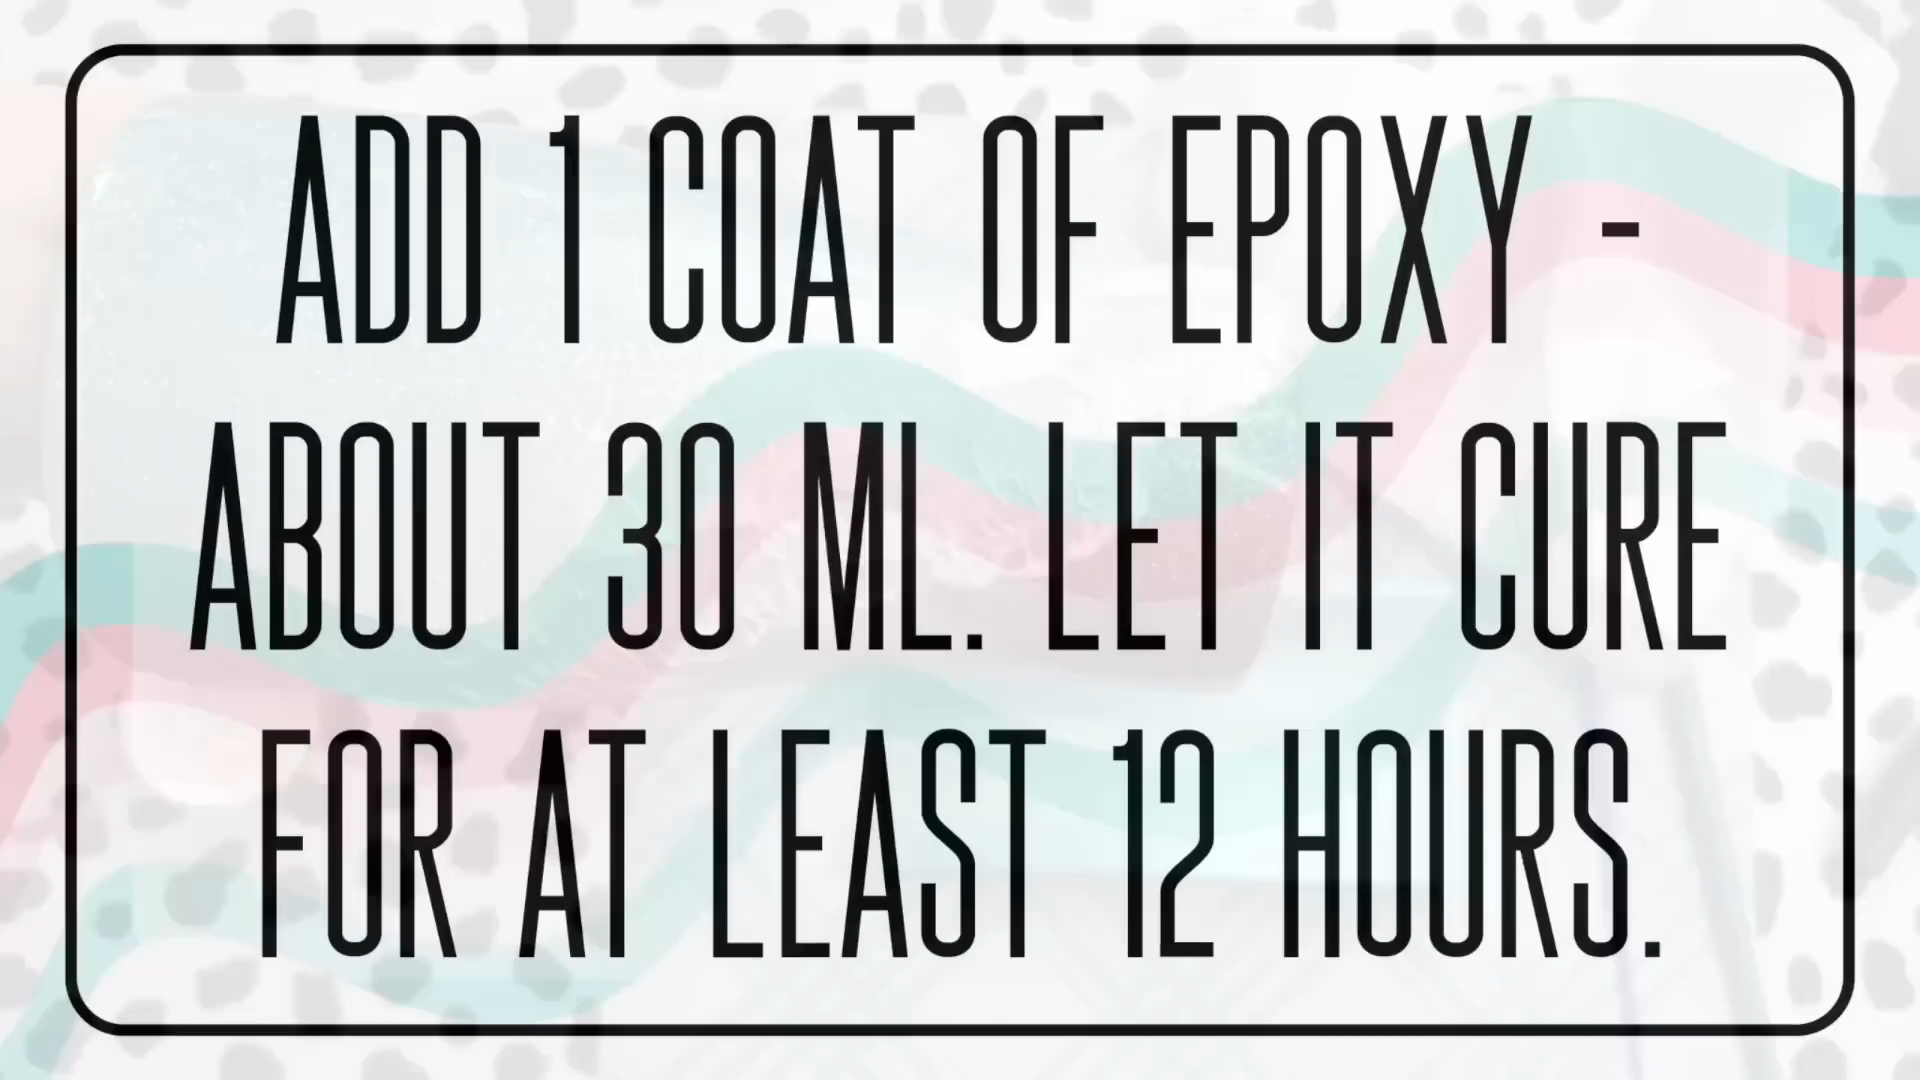 ADD 1 COAT OF EPOXY -
ABOUT 30 ML. LET IT CURE
FOR AT LEAST 12 HOURS.